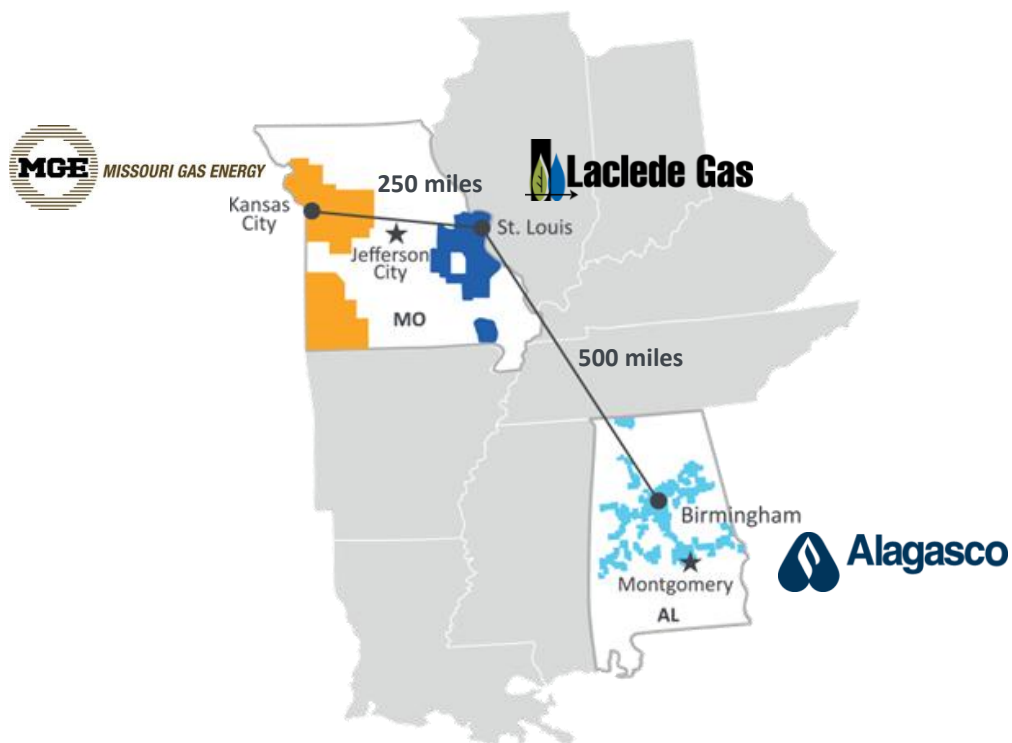 MGE
MISSOURI GAS ENERGY
Laclede Gas
250 miles
Kansas
City
St. Louis
Jefferson
City
MO
500 miles
Birmingham
Alagasco
Montgomery
AL